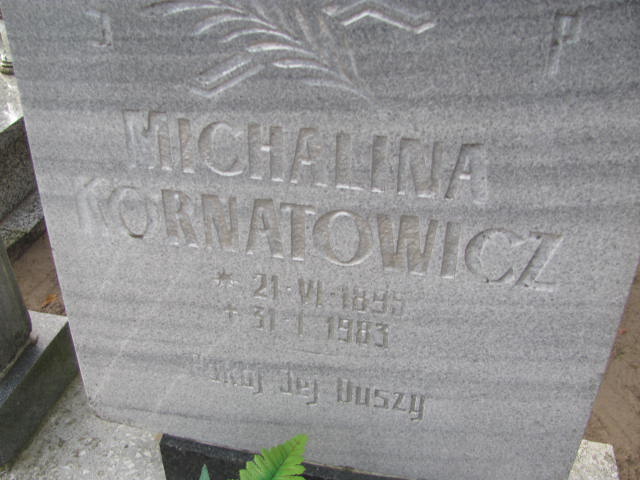 Ś P
MICHALINA
KORNATOWICZ
* 21-VI-1895
+ 31-I 1983
Pokój Jej Duszy